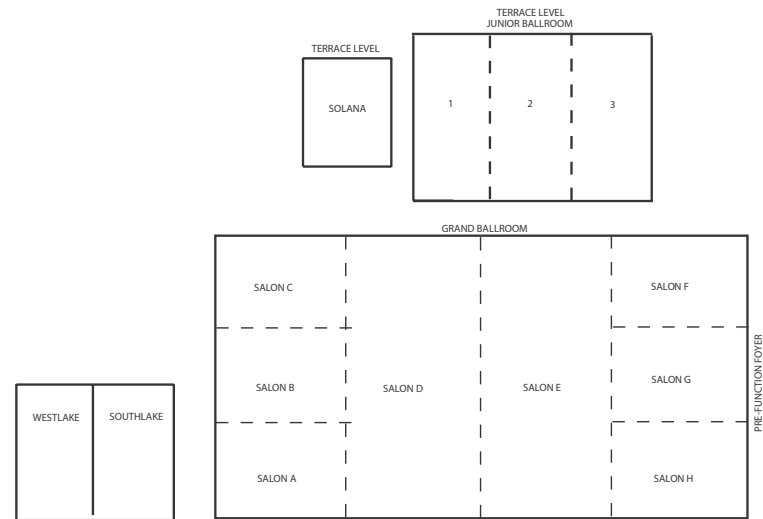 TERRACE LEVEL
JUNIOR BALLROOM
TERRACE LEVEL
SOLANA
1
2
3
GRAND BALLROOM
SALON C
SALON F
SALON B
SALON D
SALON E
SALON G
PRE-FUNCTION FOYER
WESTLAKE
SOUTHLAKE
SALON A
SALON H